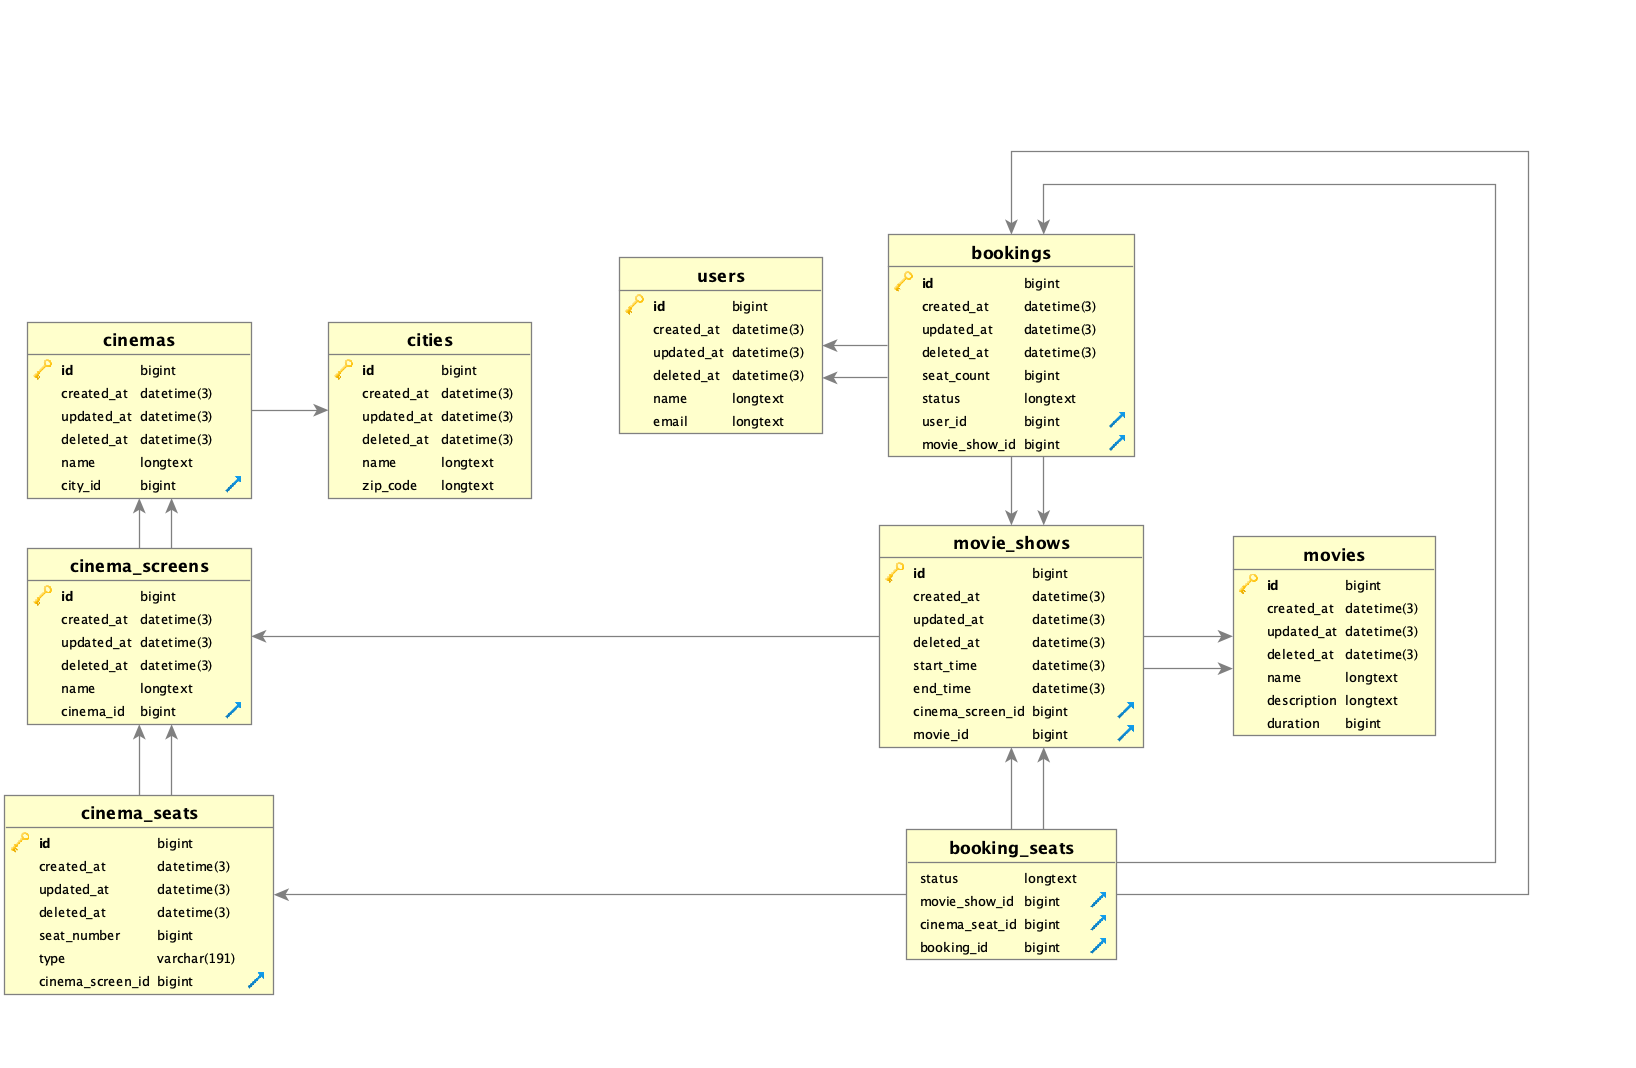 bookings
id bigint
created_at datetime(3)
updated_at datetime(3)
deleted_at datetime(3)
seat_count bigint
status longtext
user_id bigint
movie_show_id bigint
users
id bigint
created_at datetime(3)
updated_at datetime(3)
deleted_at datetime(3)
name longtext
email longtext
cinemas
id bigint
created_at datetime(3)
updated_at datetime(3)
deleted_at datetime(3)
name longtext
city_id bigint
cities
id bigint
created_at datetime(3)
updated_at datetime(3)
deleted_at datetime(3)
name longtext
zip_code longtext
cinema_screens
id bigint
created_at datetime(3)
updated_at datetime(3)
deleted_at datetime(3)
name longtext
cinema_id bigint
movie_shows
id bigint
created_at datetime(3)
updated_at datetime(3)
deleted_at datetime(3)
start_time datetime(3)
end_time datetime(3)
cinema_screen_id bigint
movie_id bigint
movies
id bigint
created_at datetime(3)
updated_at datetime(3)
deleted_at datetime(3)
name longtext
description longtext
duration bigint
cinema_seats
id bigint
created_at datetime(3)
updated_at datetime(3)
deleted_at datetime(3)
seat_number bigint
type varchar(191)
cinema_screen_id bigint
booking_seats
status longtext
movie_show_id bigint
cinema_seat_id bigint
booking_id bigint